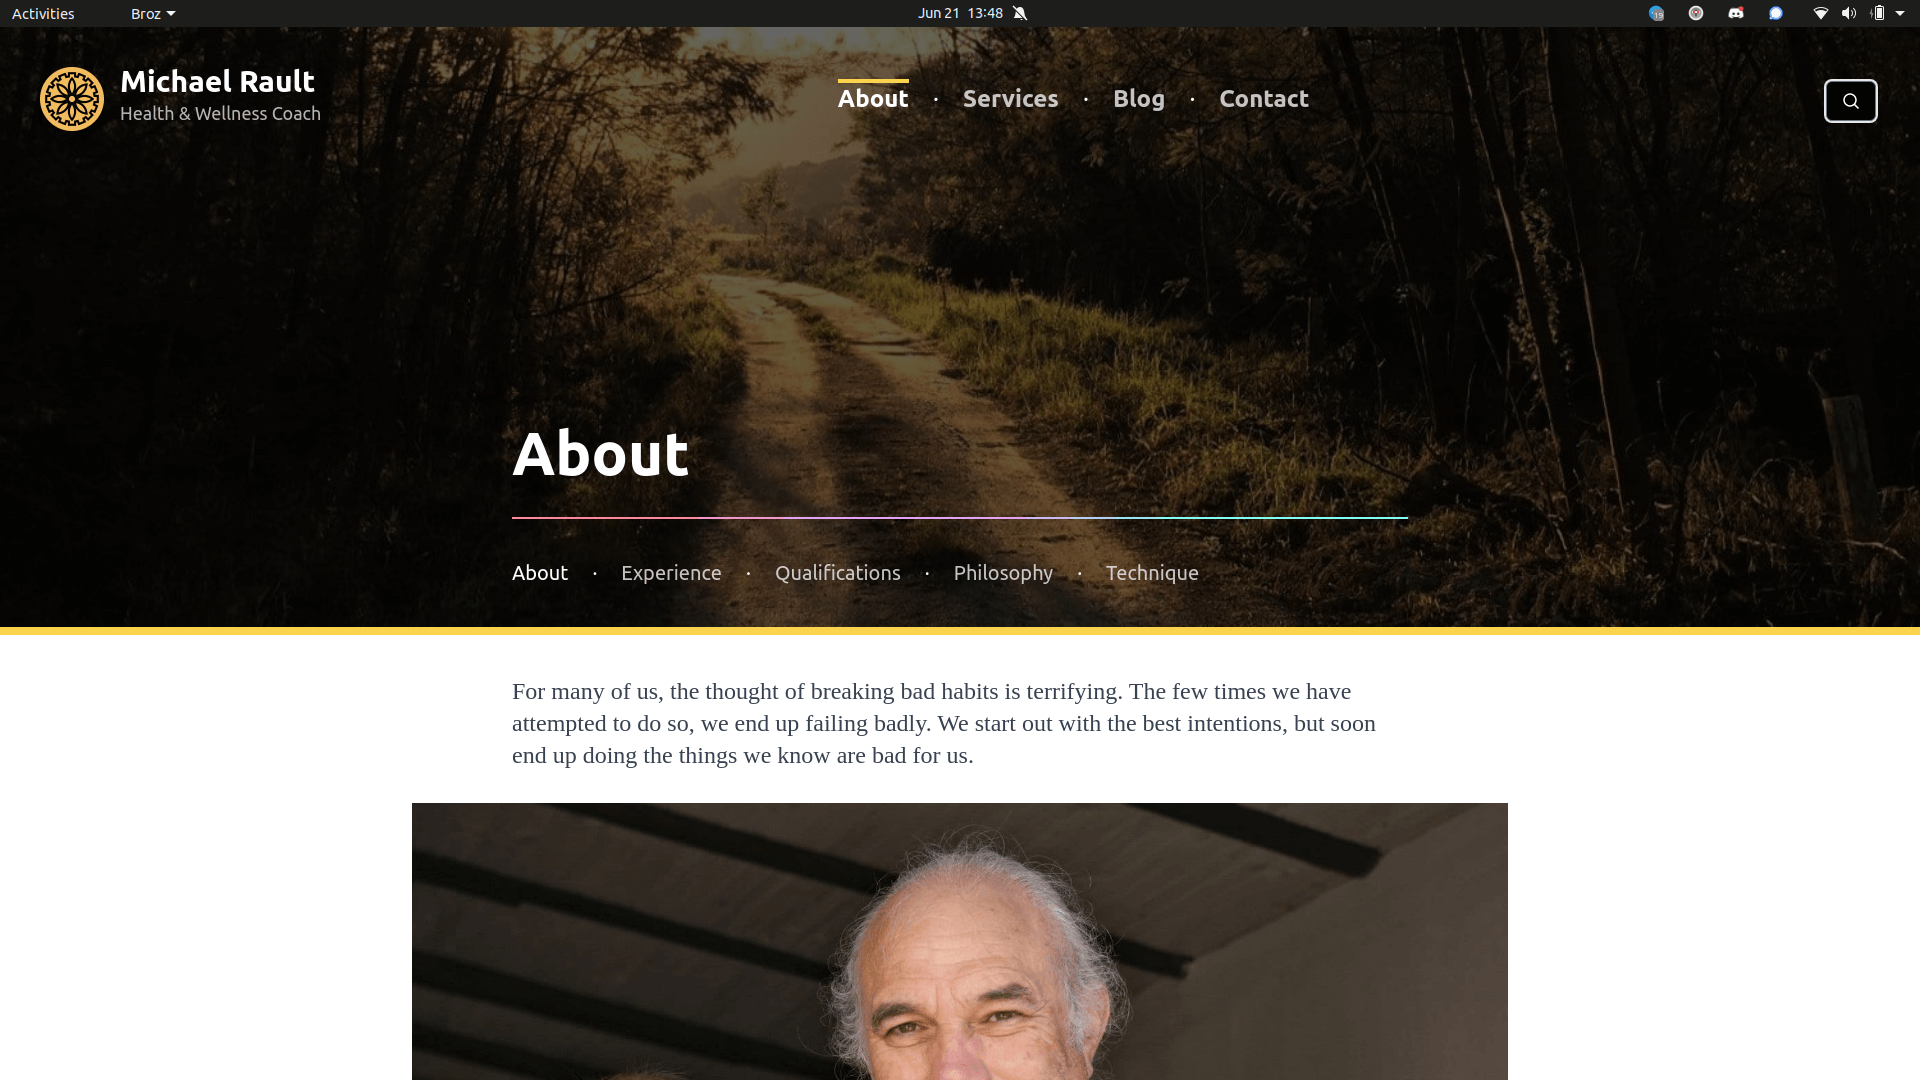 Activities Broz Jun 21 13:48 19
Michael Rault
Health & Wellness Coach
About · Services · Blog · Contact
About
About · Experience · Qualifications · Philosophy · Technique
For many of us, the thought of breaking bad habits is terrifying. The few times we have
attempted to do so, we end up failing badly. We start out with the best intentions, but soon
end up doing the things we know are bad for us.